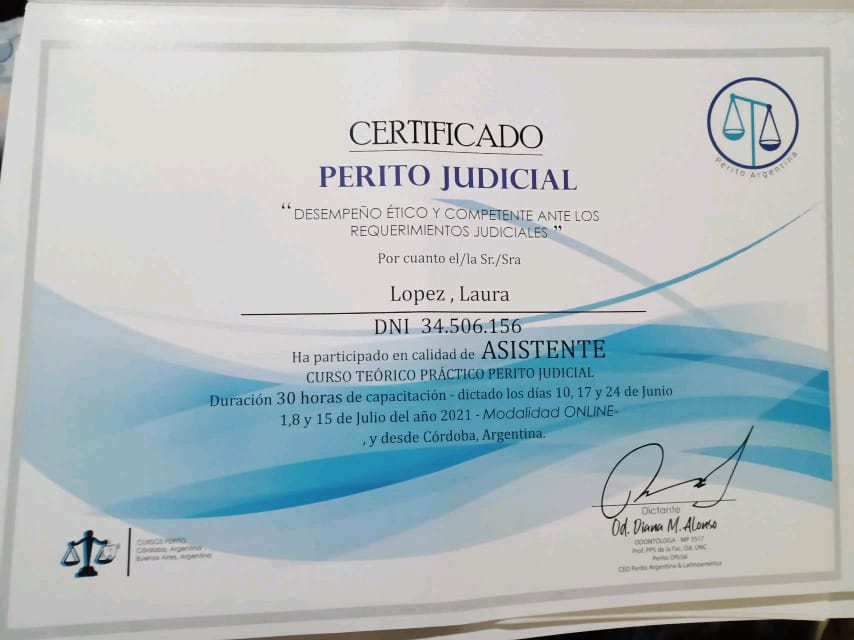 CERTIFICADO
PERITO JUDICIAL
Perito Argentina
“DESEMPEÑO ÉTICO Y COMPETENTE ANTE LOS
REQUERIMIENTOS JUDICIALES”
Por cuanto el/la Sr./Sra
Lopez , Laura
DNI 34.506.156
Ha participado en calidad de ASISTENTE
CURSO TEÓRICO PRÁCTICO PERITO JUDICIAL
Duración 30 horas de capacitación - dictado los días 10, 17 y 24 de Junio
1,8 y 15 de Julio del año 2021 - Modalidad ONLINE-
, y desde Córdoba, Argentina.
Dictante
Od. Diana M. Alonso
ODONTOLOGA - MP 3517
Prof. PPS de la Fac. Od. UNC
Perito Oficial
CEO Perito Argentina & Latinoamérica
CURSOS PERITO
Córdoba, Argentina
Buenos Aires, Argentina